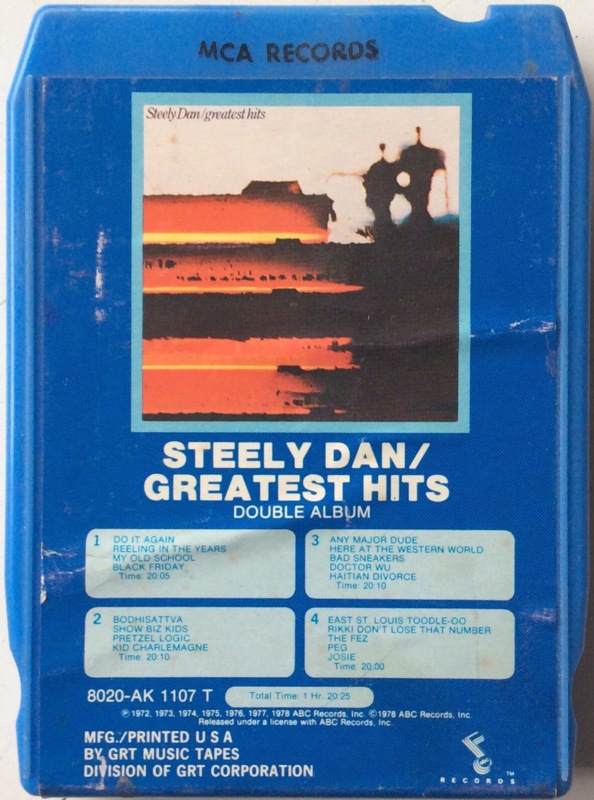 MCA RECORDS
Steely Dan/greatest hits
STEELY DAN/
GREATEST HITS
DOUBLE ALBUM
1 DO IT AGAIN
REELING IN THE YEARS
MY OLD SCHOOL
BLACK FRIDAY
Time: 20:05
2 BODHISATTVA
SHOW BIZ KIDS
PRETZEL LOGIC
KID CHARLEMAGNE
Time: 20:10
3 ANY MAJOR DUDE
HERE AT THE WESTERN WORLD
BAD SNEAKERS
DOCTOR WU
HAITIAN DIVORCE
Time: 20:10
4 EAST ST. LOUIS TOODLE-OO
RIKKI DON'T LOSE THAT NUMBER
THE FEZ
PEG
JOSIE
Time: 20:00
8020-AK 1107 T
Total Time: 1 Hr. 20:25
℗ 1972, 1973, 1974, 1975, 1976, 1977, 1978 ABC Records, Inc. ©1978 ABC Records, Inc.
Released under a license with ABC Records, Inc.
MFG./PRINTED U S A
BY GRT MUSIC TAPES
DIVISION OF GRT CORPORATION
RECORDS ™